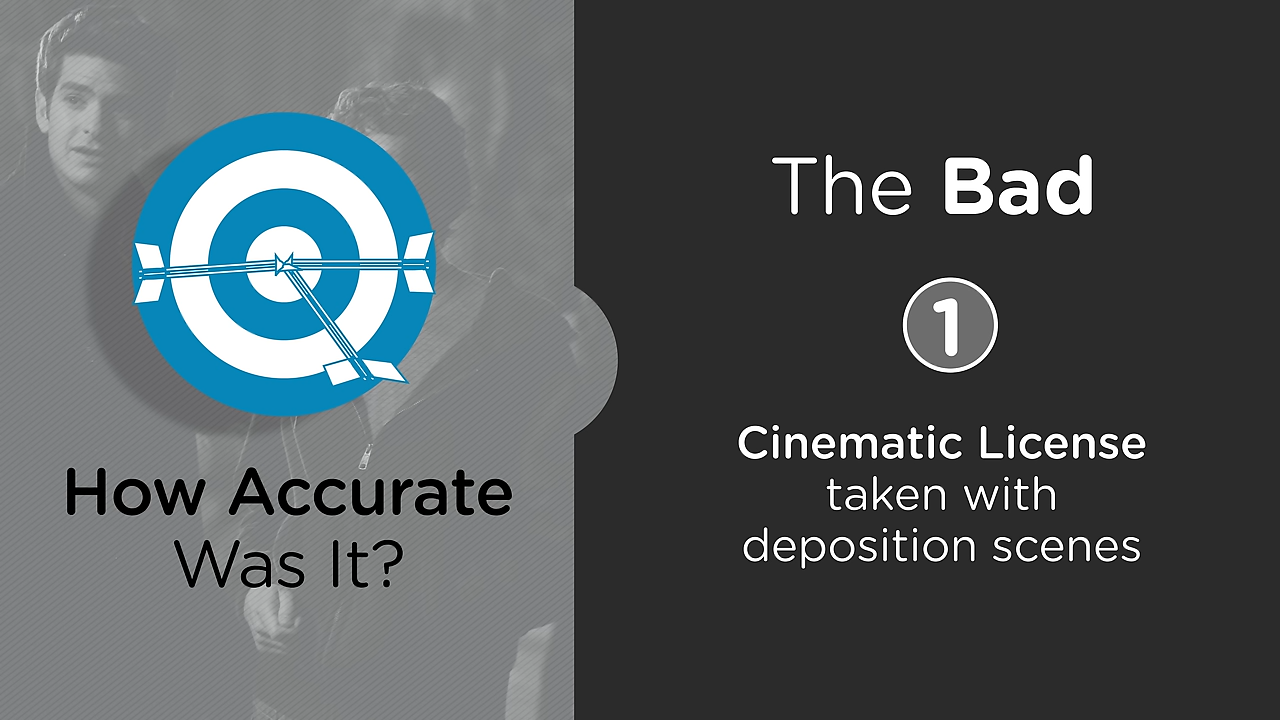 How Accurate
Was It?
The Bad
1
Cinematic License
taken with
deposition scenes